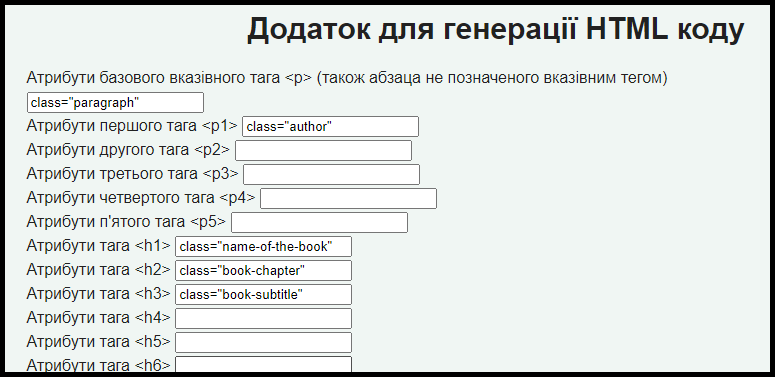 Додаток для генерації HTML коду
Атрибути базового вказівного тага <p> (також абзаца не позначеного вказівним тегом)
class="paragraph"
Атрибути першого тага <p1> class="author"
Атрибути другого тага <p2>
Атрибути третього тага <p3>
Атрибути четвертого тага <p4>
Атрибути п'ятого тага <p5>
Атрибути тага <h1> class="name-of-the-book"
Атрибути тага <h2> class="book-chapter"
Атрибути тага <h3> class="book-subtitle"
Атрибути тага <h4>
Атрибути тага <h5>
Атрибути тага <h6>